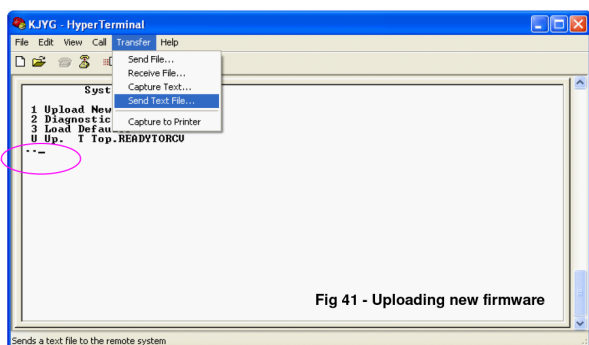 KJYG - HyperTerminal
File Edit View Call Transfer Help
Send File...
Receive File...
Capture Text...
Send Text File...
Capture to Printer
Syst
1 Upload New
2 Diagnostic
3 Load Defau
U Up. T Top.READYTORCV
--_
Fig 41 - Uploading new firmware
Sends a text file to the remote system